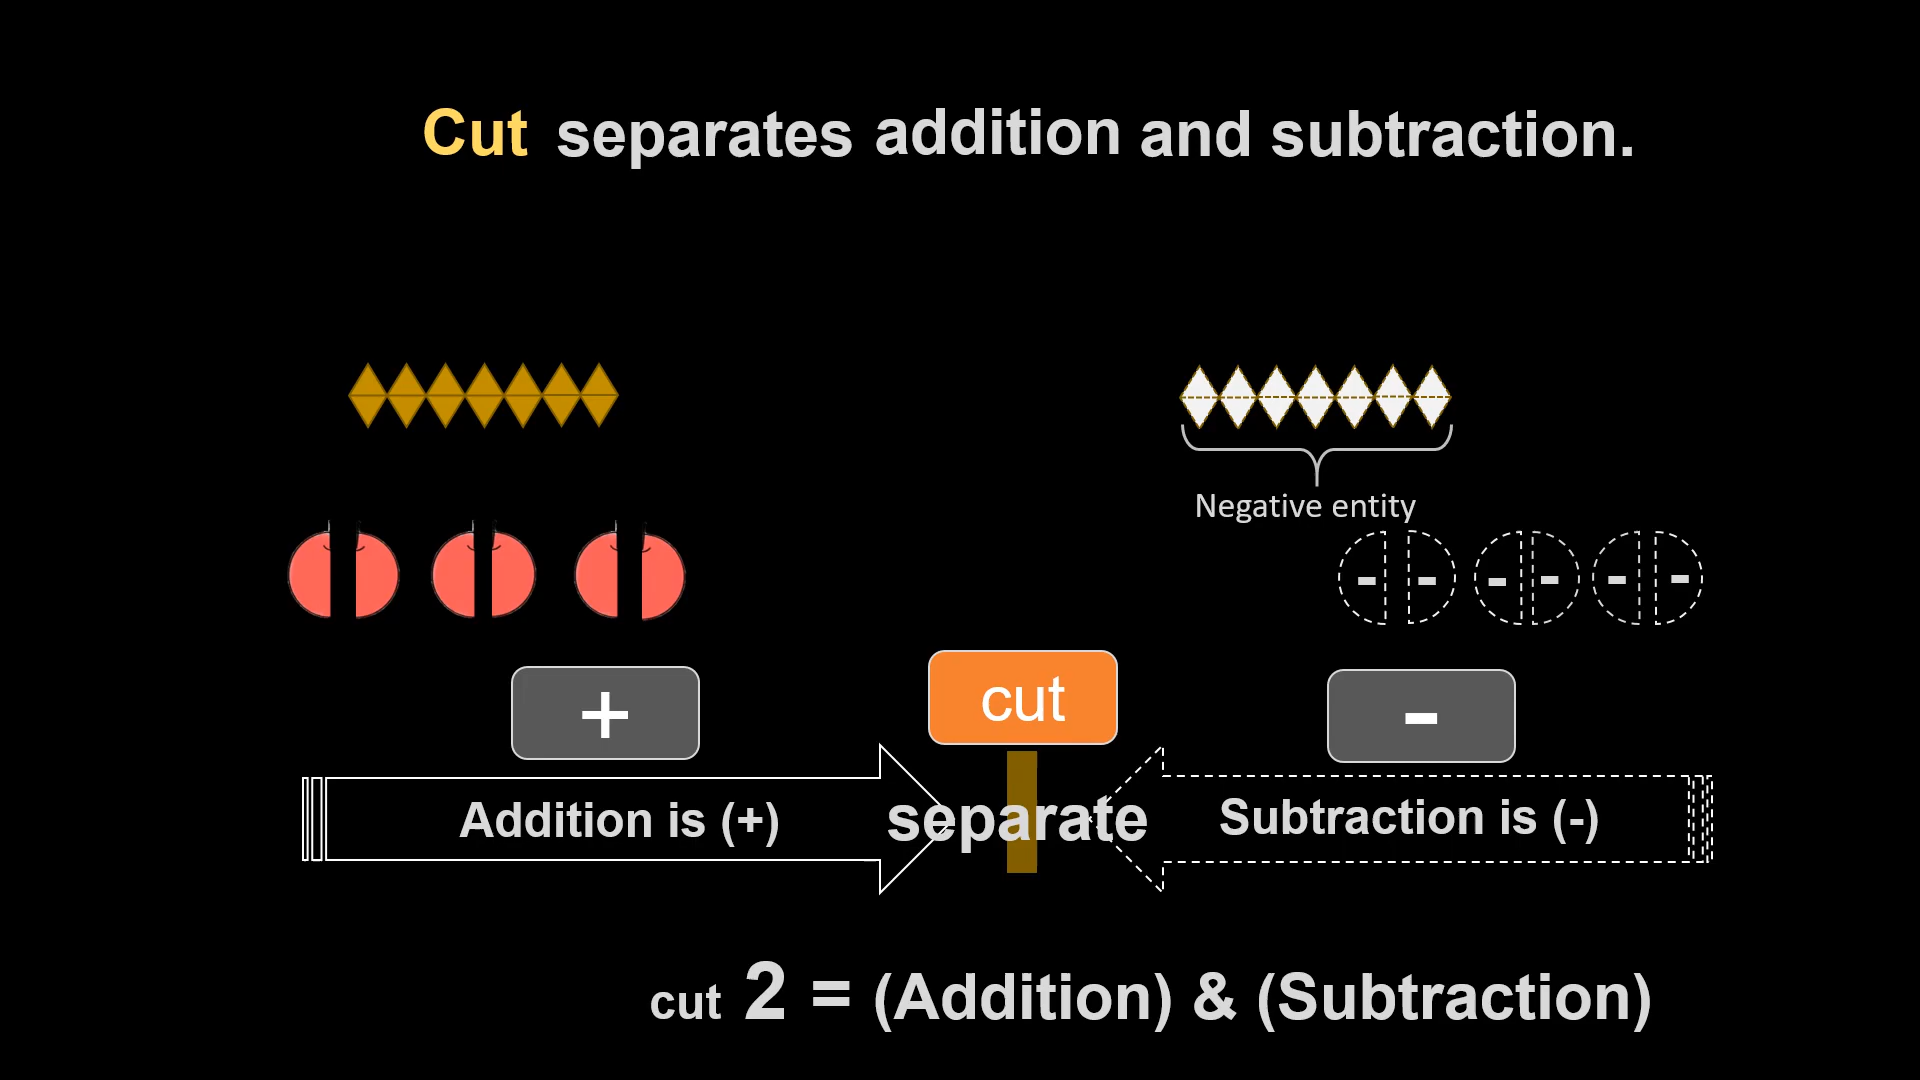 Cut separates addition and subtraction.
Negative entity
- - - - - -
+ cut -
Addition is (+) separate Subtraction is (-)
cut 2 = (Addition) & (Subtraction)